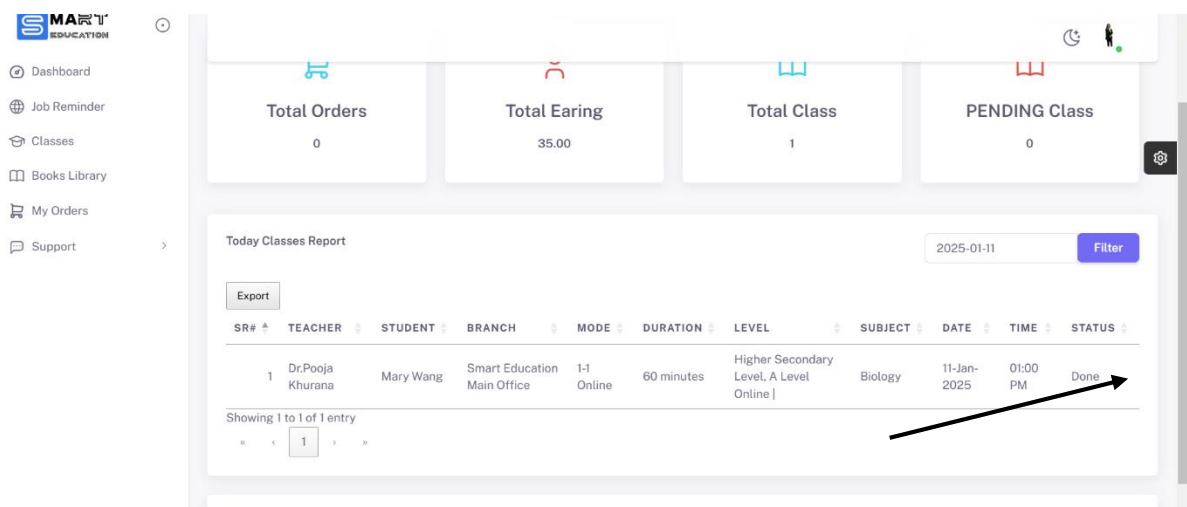 SMART
EDUCATION
Dashboard
Job Reminder
Classes
Books Library
My Orders
Support
Total Orders
0
Total Earing
35.00
Total Class
1
PENDING Class
0
Today Classes Report
2025-01-11
Filter
Export
SR# TEACHER STUDENT BRANCH MODE DURATION LEVEL SUBJECT DATE TIME STATUS
1 Dr.Pooja Khurana Mary Wang Smart Education Main Office 1-1 Online 60 minutes Higher Secondary Level, A Level Online | Biology 11-Jan-2025 01:00 PM Done
Showing 1 to 1 of 1 entry
« ‹ 1 › »